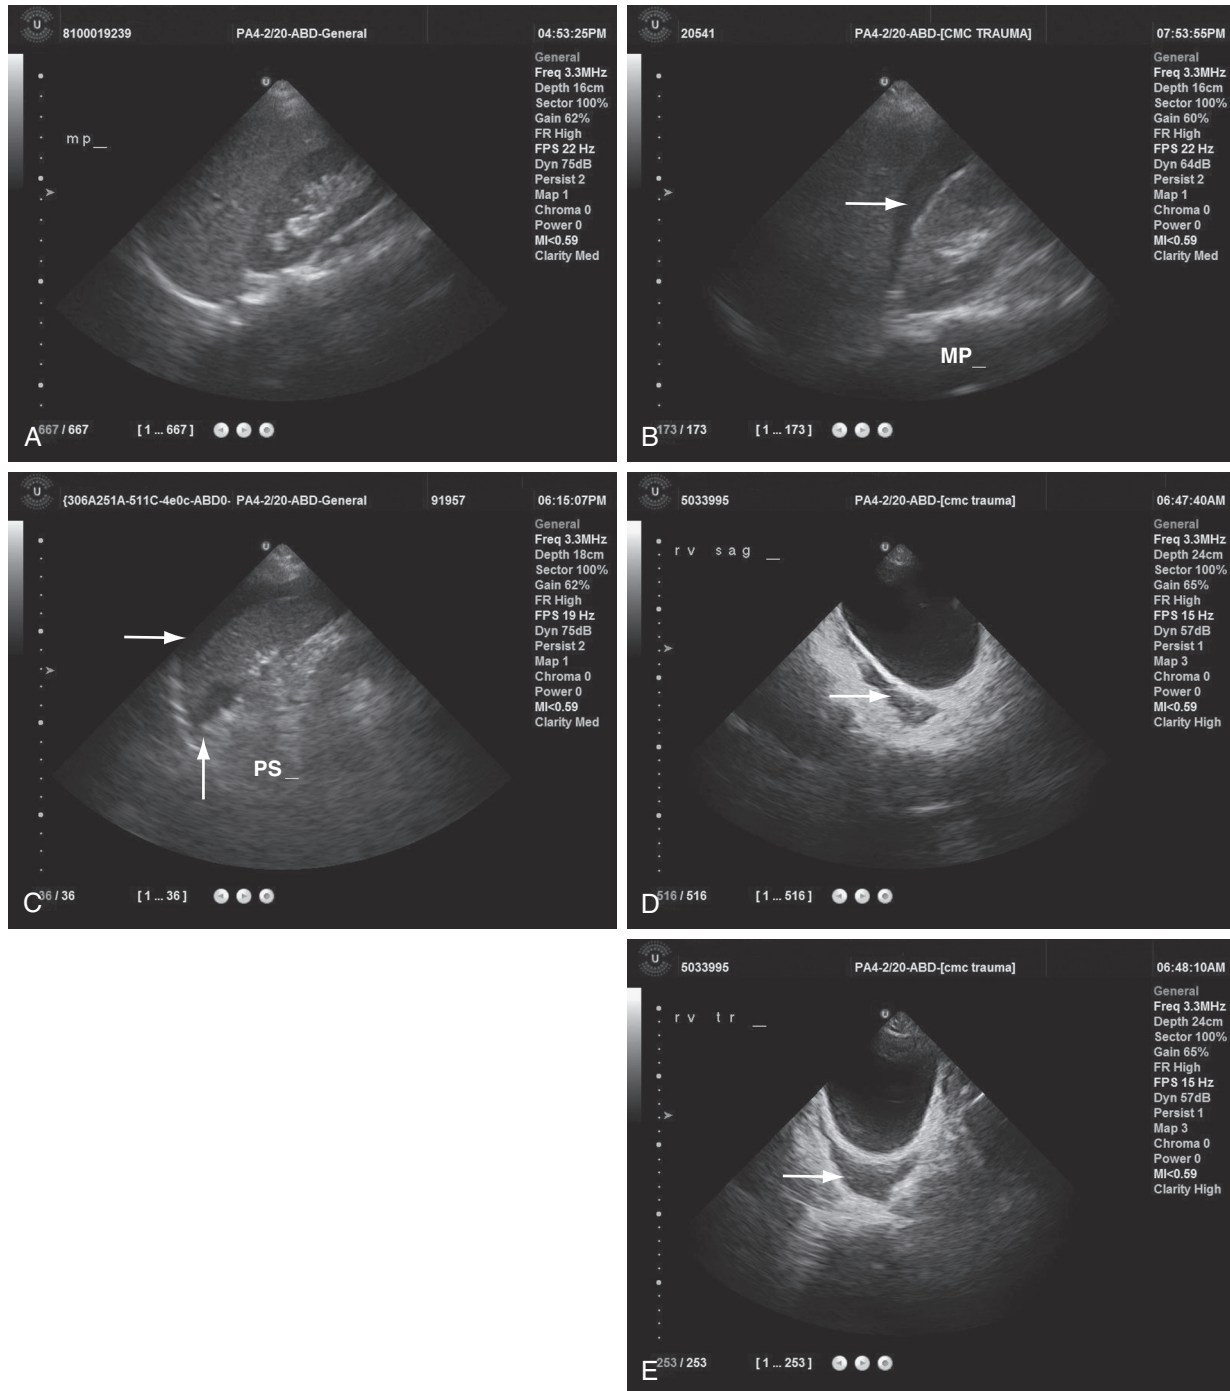 U
8100019239 PA4-2/20-ABD-General 04:53:25PM
General
Freq 3.3MHz
Depth 16cm
Sector 100%
Gain 62%
FR High
FPS 22 Hz
Dyn 75dB
Persist 2
Map 1
Chroma 0
Power 0
MI<0.59
Clarity Med
U
mp_
A
667 / 667 [ 1 ... 667 ]
U
20541 PA4-2/20-ABD-[CMC TRAUMA] 07:53:55PM
General
Freq 3.3MHz
Depth 16cm
Sector 100%
Gain 60%
FR High
FPS 22 Hz
Dyn 64dB
Persist 2
Map 1
Chroma 0
Power 0
MI<0.59
Clarity Med
U
MP_
B
173 / 173 [ 1 ... 173 ]
U
{306A251A-511C-4e0c-ABD0- PA4-2/20-ABD-General 91957 06:15:07PM
General
Freq 3.3MHz
Depth 18cm
Sector 100%
Gain 62%
FR High
FPS 19 Hz
Dyn 75dB
Persist 2
Map 1
Chroma 0
Power 0
MI<0.59
Clarity Med
U
PS_
C
36 / 36 [ 1 ... 36 ]
U
5033995 PA4-2/20-ABD-[cmc trauma] 06:47:40AM
General
Freq 3.3MHz
Depth 24cm
Sector 100%
Gain 65%
FR High
FPS 15 Hz
Dyn 57dB
Persist 1
Map 3
Chroma 0
Power 0
MI<0.59
Clarity High
U
rv sag _
D
516 / 516 [ 1 ... 516 ]
U
5033995 PA4-2/20-ABD-[cmc trauma] 06:48:10AM
General
Freq 3.3MHz
Depth 24cm
Sector 100%
Gain 65%
FR High
FPS 15 Hz
Dyn 57dB
Persist 1
Map 3
Chroma 0
Power 0
MI<0.59
Clarity High
U
rv tr _
E
253 / 253 [ 1 ... 253 ]